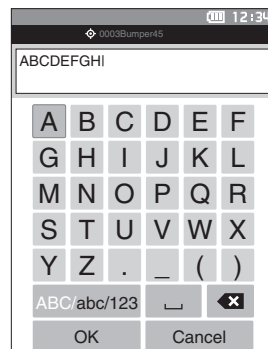 12:34
0003Bumper45
ABCDEFGHI
A B C D E F
G H I J K L
M N O P Q R
S T U V W X
Y Z . _ ( )
ABC/abc/123
OK Cancel